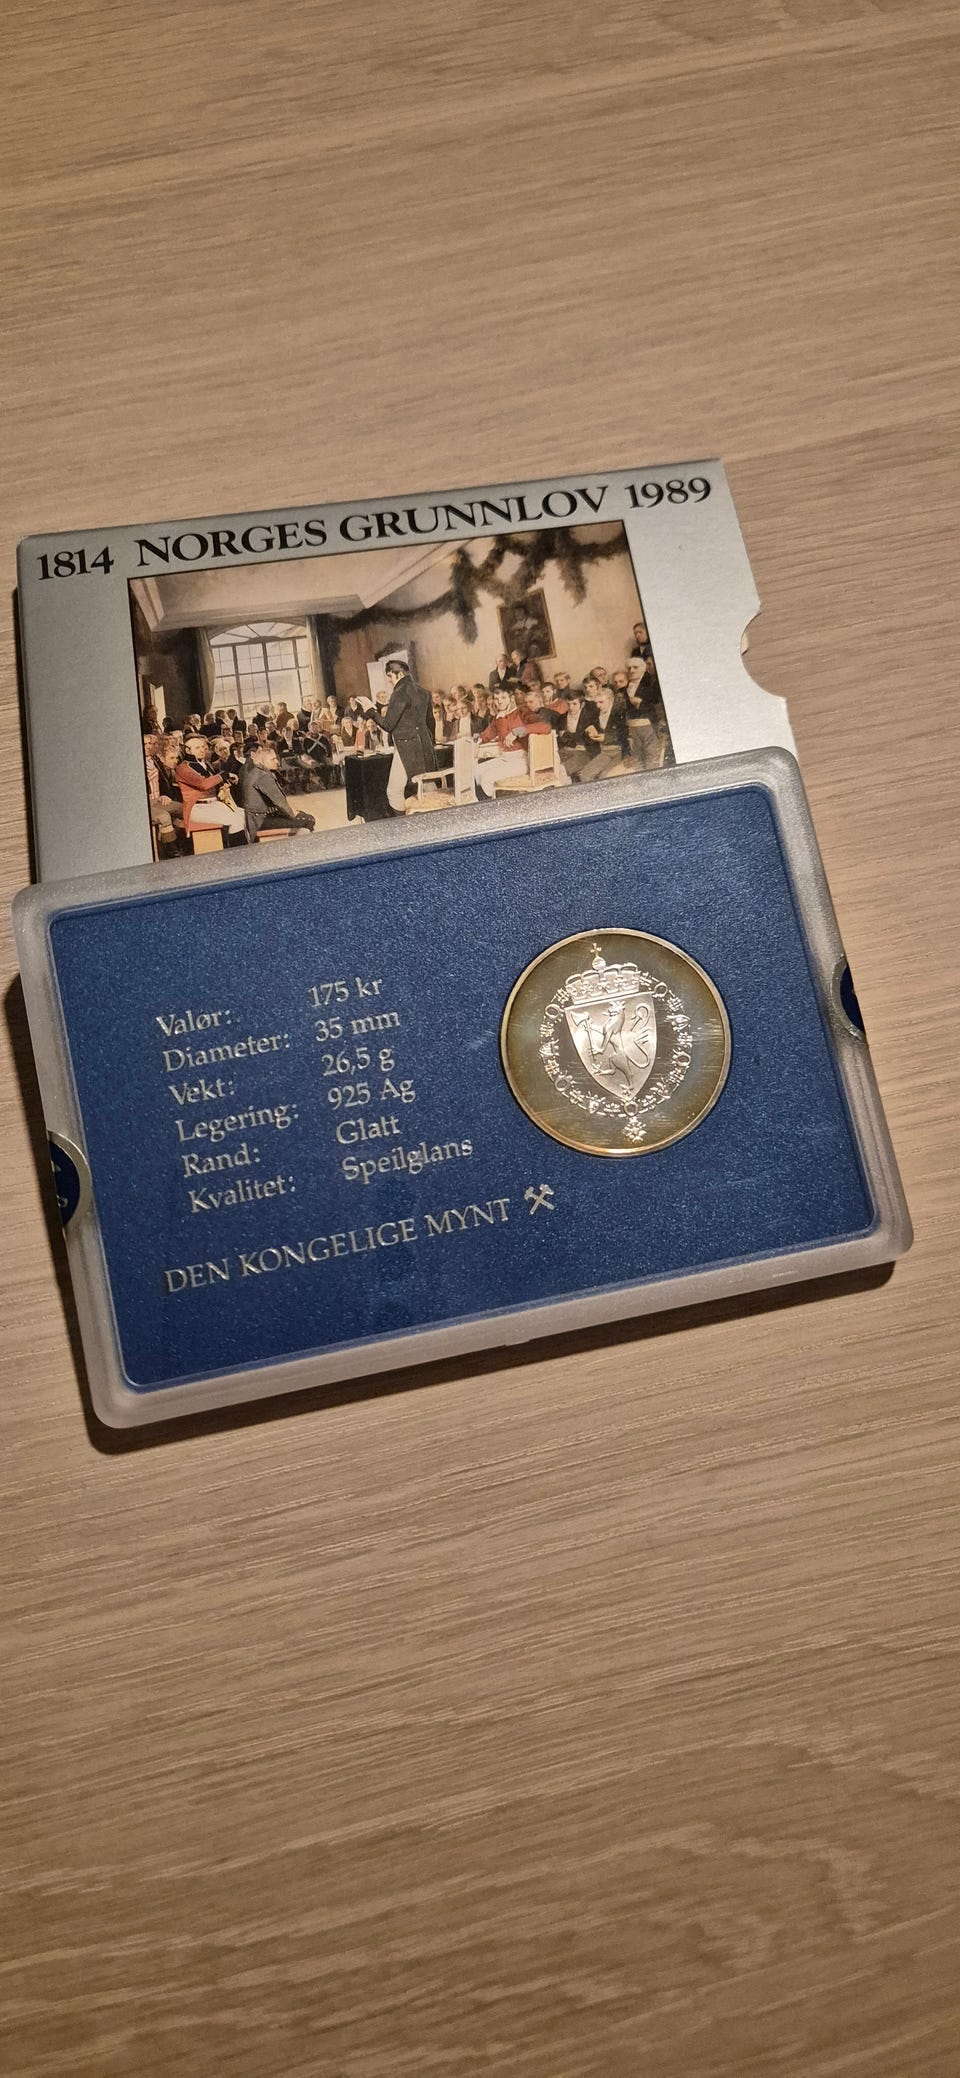 1814 NORGES GRUNNLOV 1989
Valør: 175 kr
Diameter: 35 mm
Vekt: 26,5 g
Legering: 925 Ag
Rand: Glatt
Kvalitet: Speilglans
DEN KONGELIGE MYNT